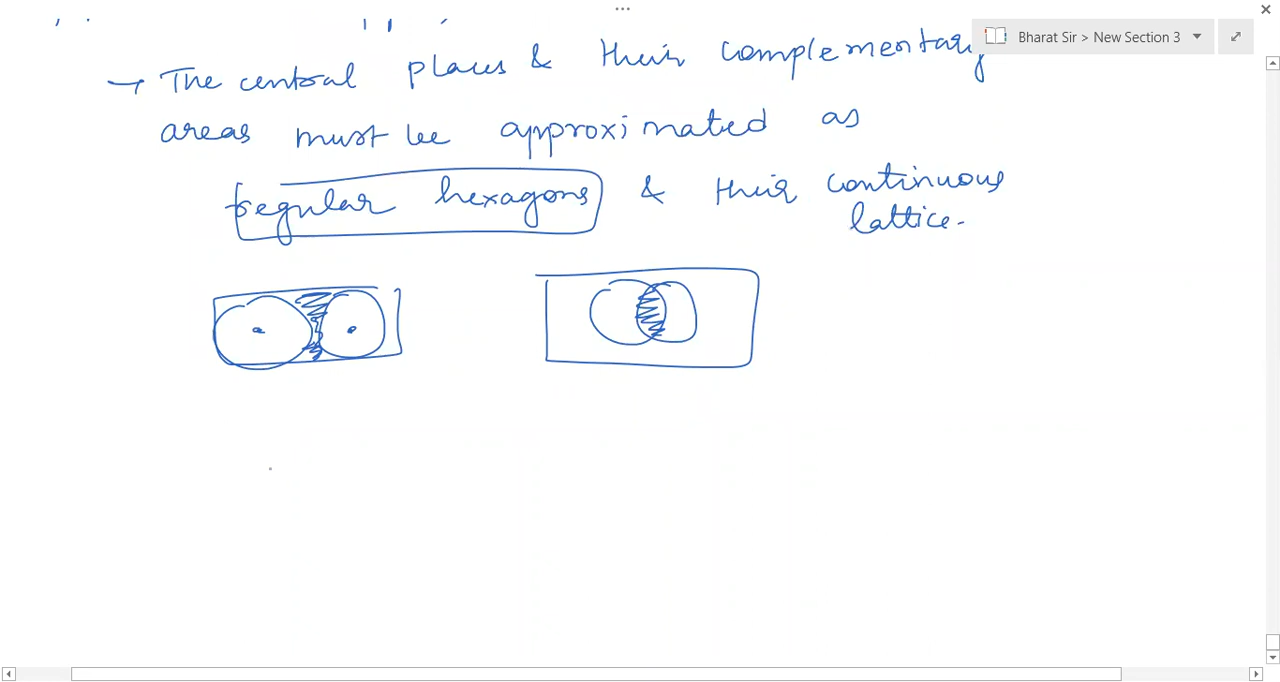 Bharat Sir > New Section 3
→ The central places & their complementary
areas must be approximated as
regular hexagons & their continuous
lattice.